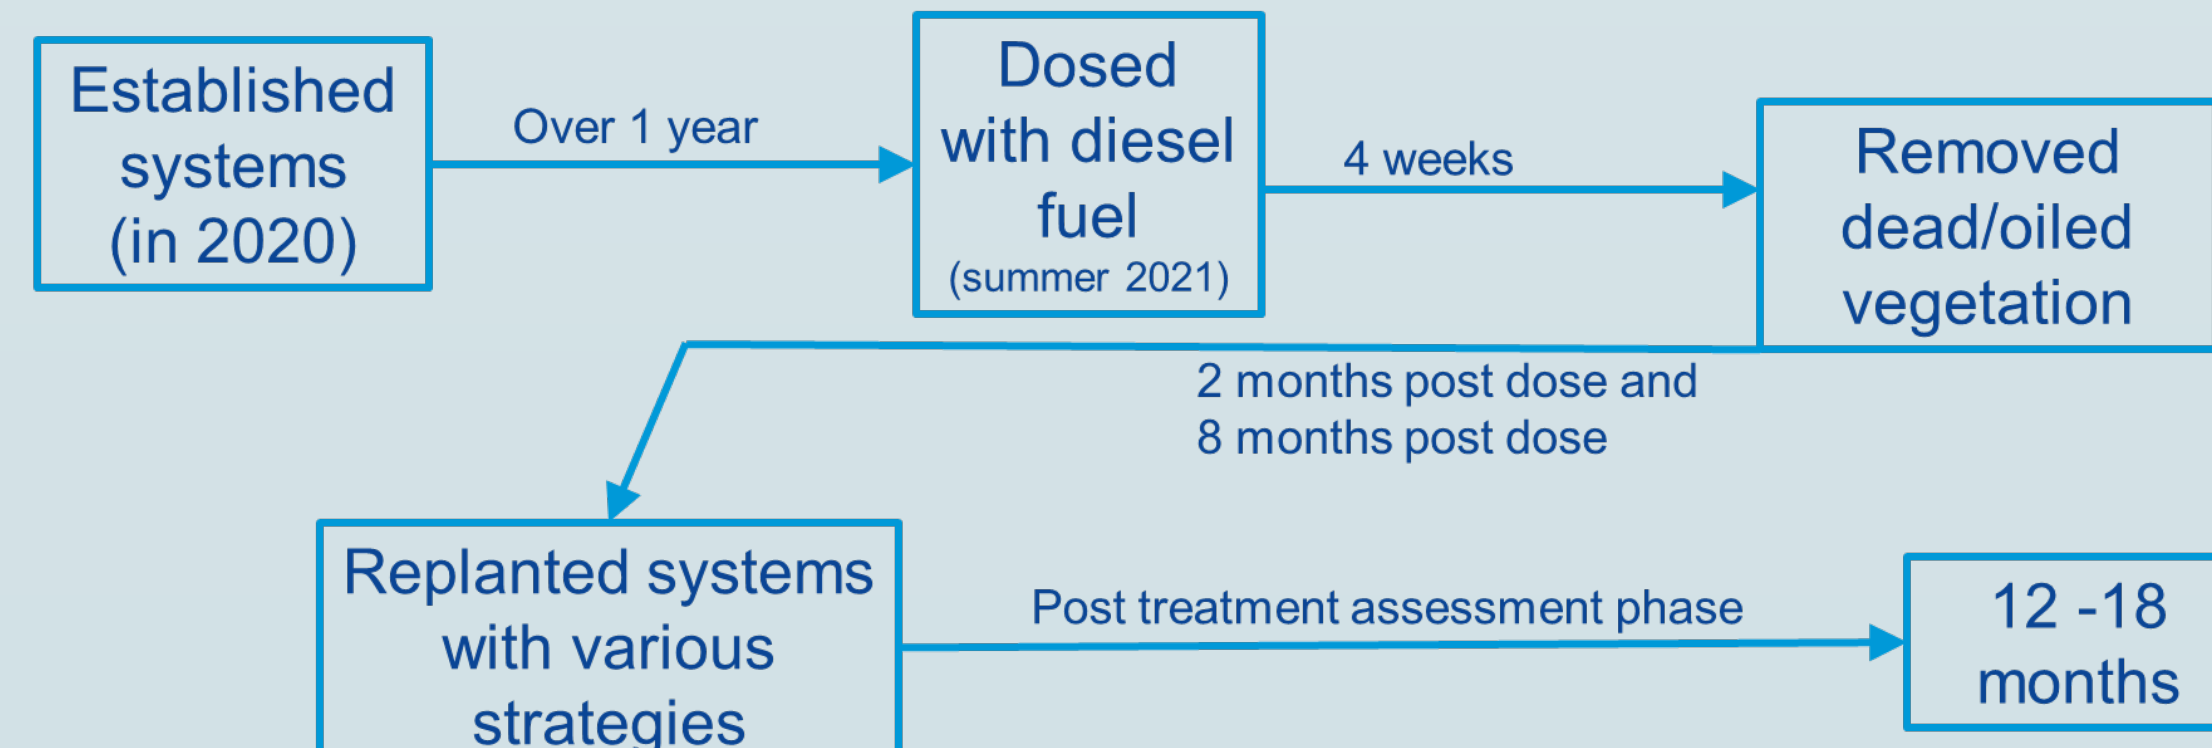 Established
systems
(in 2020)
Over 1 year
Dosed
with diesel
fuel
(summer 2021)
4 weeks
Removed
dead/oiled
vegetation
2 months post dose and
8 months post dose
Replanted systems
with various
strategies
Post treatment assessment phase
12 -18
months